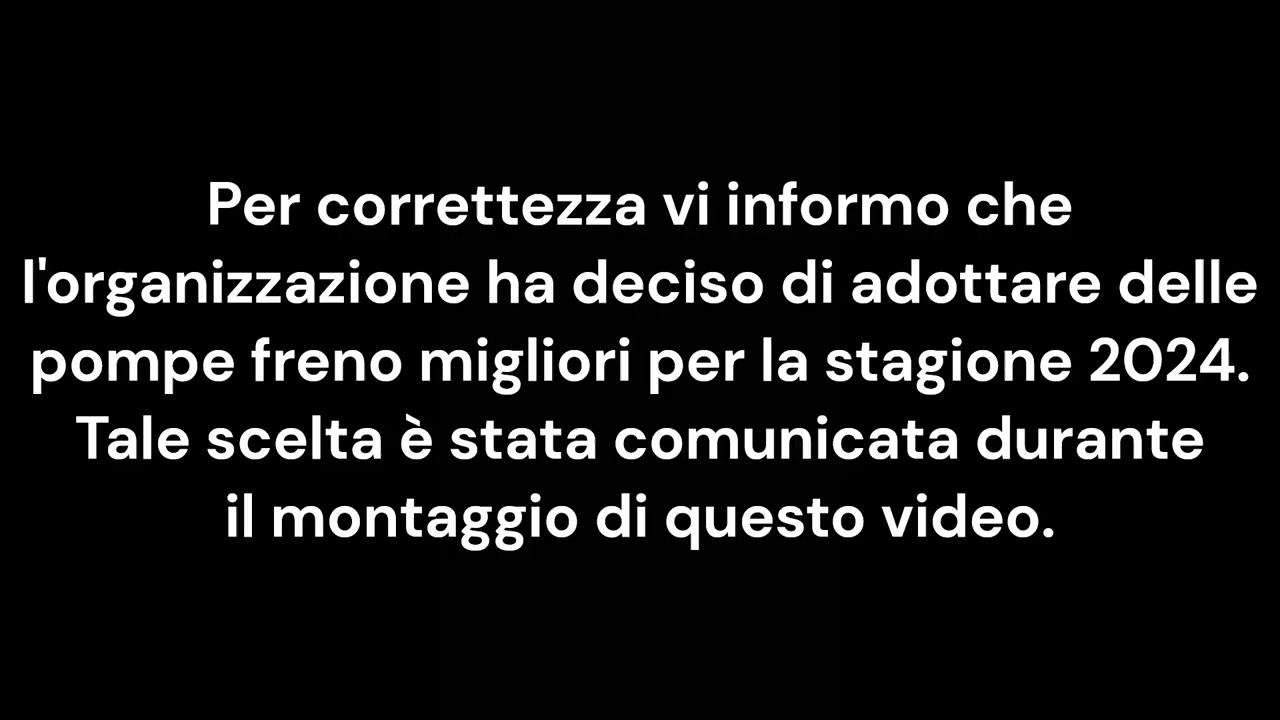 Per correttezza vi informo che
l'organizzazione ha deciso di adottare delle
pompe freno migliori per la stagione 2024.
Tale scelta è stata comunicata durante
il montaggio di questo video.